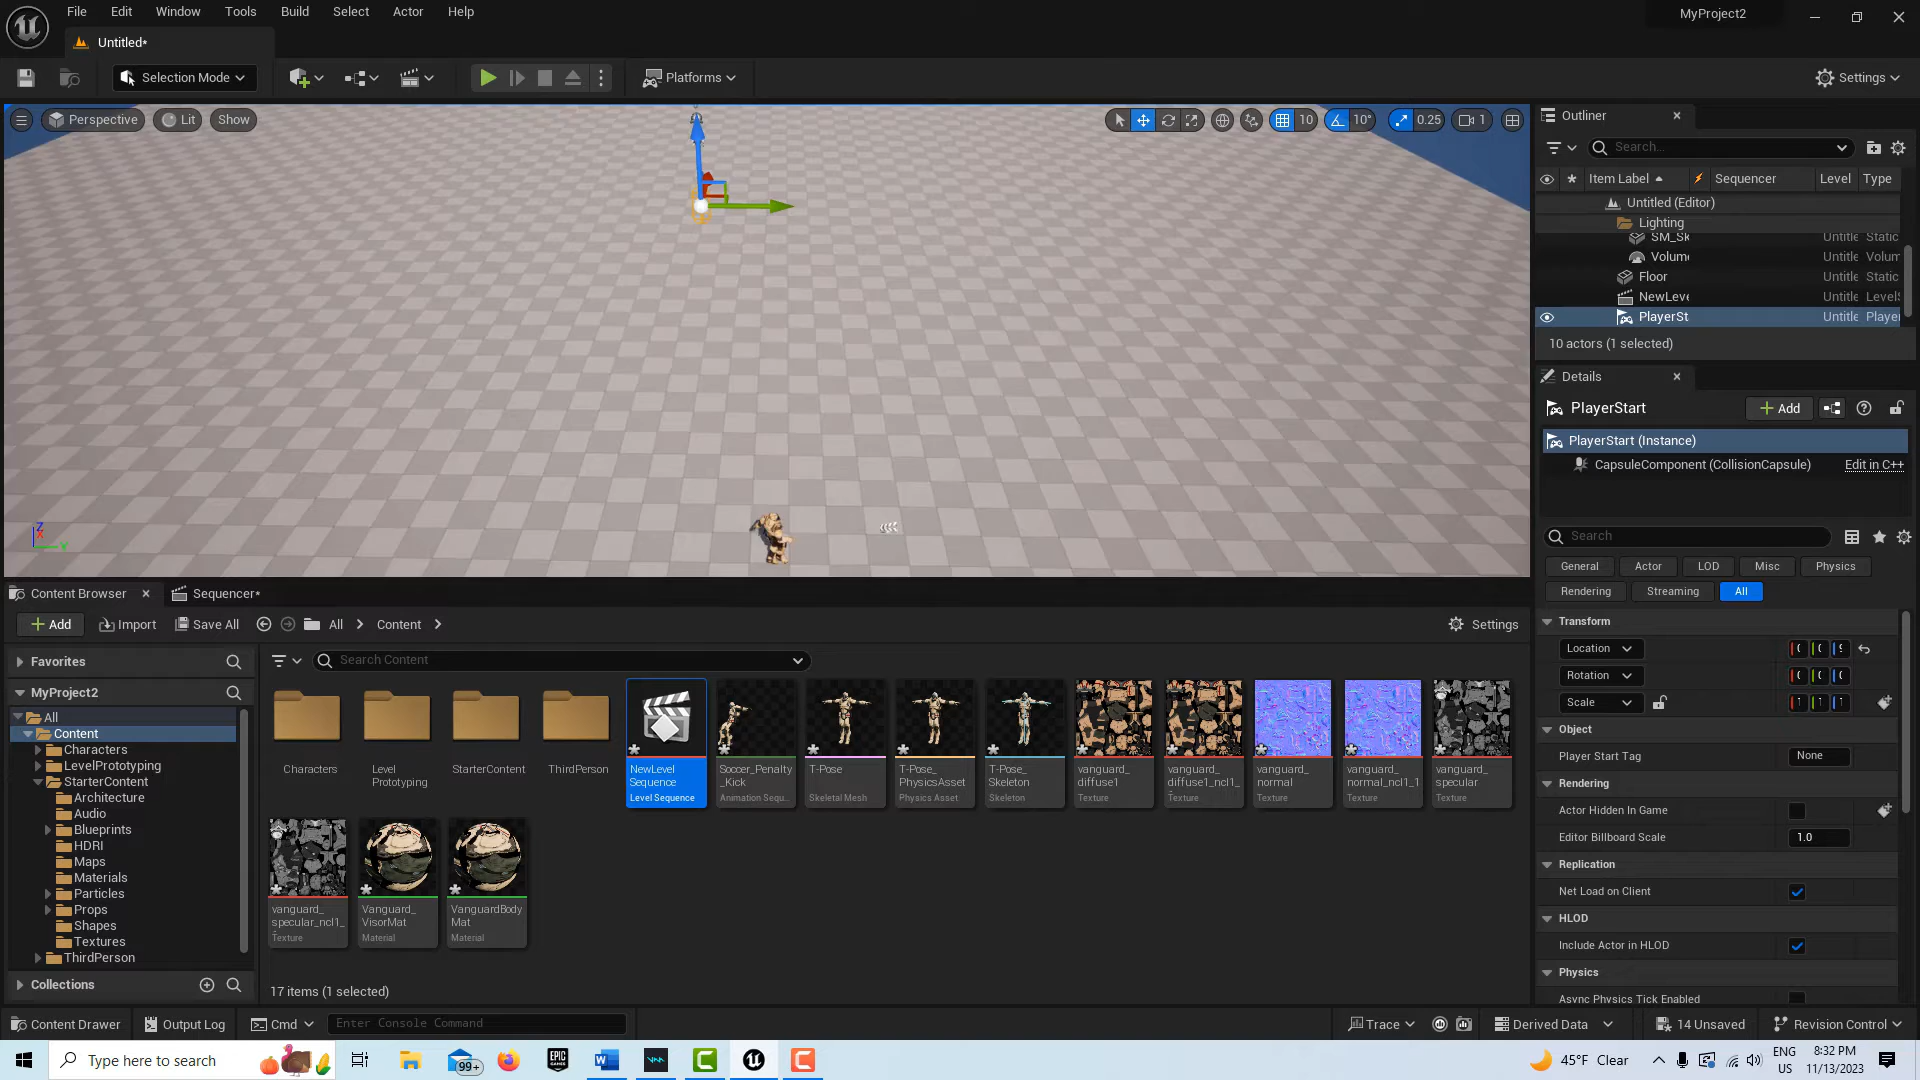 File Edit Window Tools Build Select Actor Help
MyProject2
Untitled*
Selection Mode
Platforms
Settings
Perspective Lit Show
10 10° 0.25 1
Outliner
Search...
Item Label Sequencer Level Type
Untitled (Editor)
Lighting
SM_Sk Untitle Static
Volume Untitle Volum
Floor Untitle Static
NewLeve Untitle LevelS
PlayerSt Untitle Player
10 actors (1 selected)
Details
PlayerStart
Add
PlayerStart (Instance)
CapsuleComponent (CollisionCapsule) Edit in C++
Search
General Actor LOD Misc Physics
Rendering Streaming All
Transform
Location
Rotation
Scale
Object
Player Start Tag None
Rendering
Actor Hidden In Game
Editor Billboard Scale 1.0
Replication
Net Load on Client
HLOD
Include Actor in HLOD
Physics
Async Physics Tick Enabled
Z
X
Y
Content Browser Sequencer*
Add Import Save All All Content Settings
Favorites
Search Content
MyProject2
All
Content
Characters
LevelPrototyping
StarterContent
Architecture
Audio
Blueprints
HDRI
Maps
Materials
Particles
Props
Shapes
Textures
ThirdPerson
Collections
Characters
Level
Prototyping
StarterContent
ThirdPerson
NewLevel
Sequence
Level Sequence
Soccer_Penalty
_Kick
Animation Sequ...
T-Pose
Skeletal Mesh
T-Pose_
PhysicsAsset
Physics Asset
T-Pose_
Skeleton
Skeleton
vanguard_
diffuse1
Texture
vanguard_
diffuse1_ncl1_
Texture
vanguard_
normal
Texture
vanguard_
normal_ncl1_1
Texture
vanguard_
specular
Texture
vanguard_
specular_ncl1_
Texture
Vanguard_
VisorMat
Material
VanguardBody
Mat
Material
17 items (1 selected)
Content Drawer Output Log Cmd Enter Console Command Trace Derived Data 14 Unsaved Revision Control
Type here to search
99+
EPIC
GAMES
45°F Clear
ENG
US
8:32 PM
11/13/2023